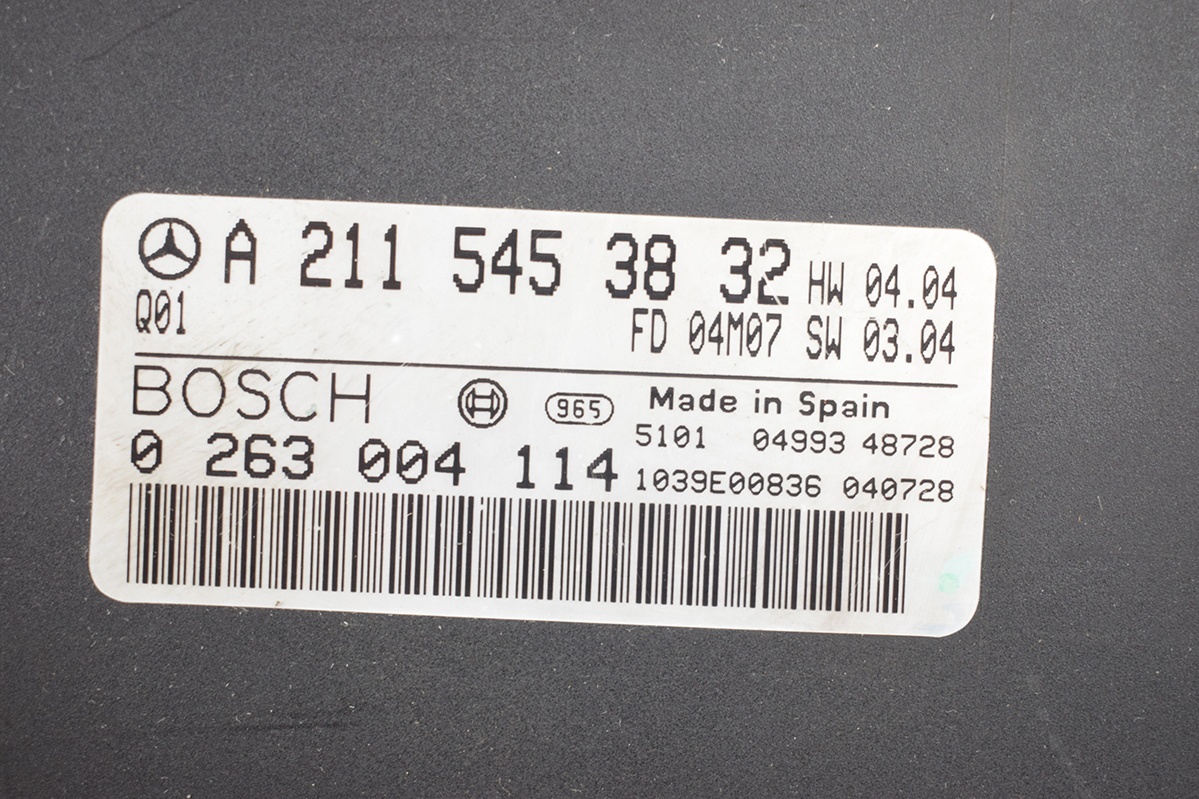 A 211 545 38 32 HW 04.04
Q01 FD 04M07 SW 03.04
BOSCH 965 Made in Spain
5101 04993 48728
0 263 004 114 1039E00836 040728